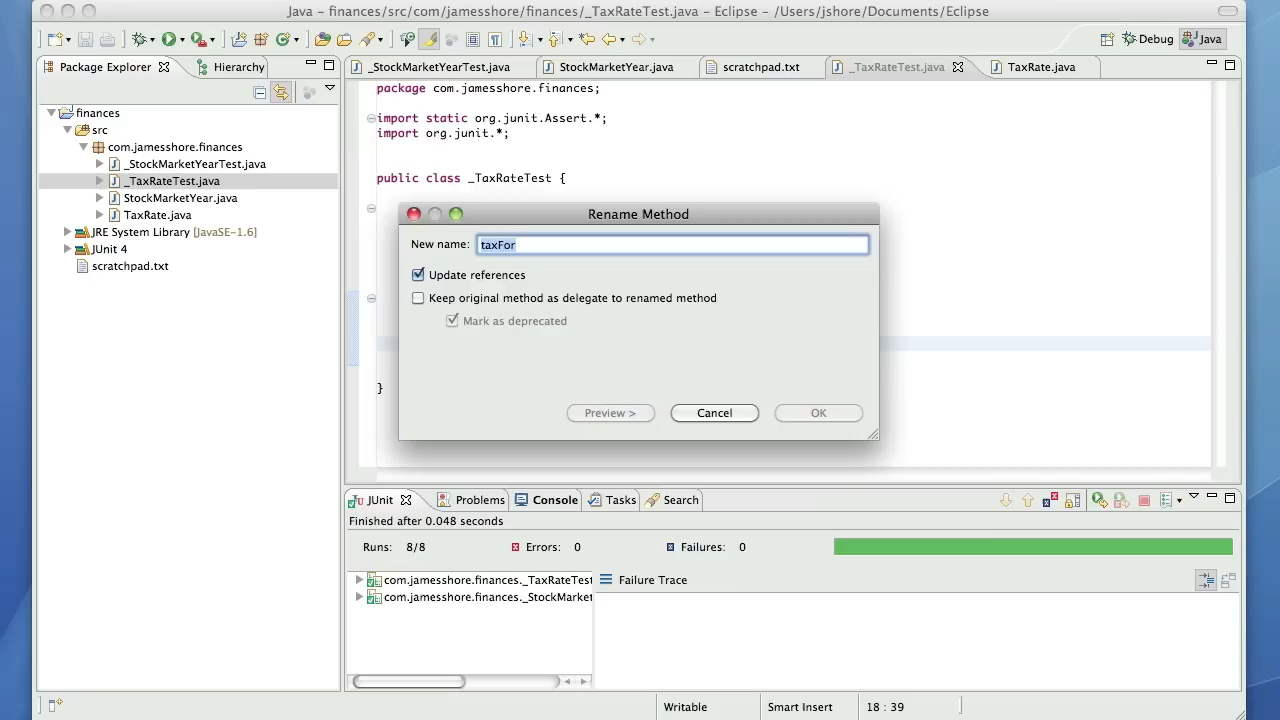 Java – finances/src/com/jamesshore/finances/_TaxRateTest.java – Eclipse – /Users/jshore/Documents/Eclipse
Debug
Java
Package Explorer
Hierarchy
_StockMarketYearTest.java
StockMarketYear.java
scratchpad.txt
_TaxRateTest.java
TaxRate.java
finances
src
com.jamesshore.finances
_StockMarketYearTest.java
_TaxRateTest.java
StockMarketYear.java
TaxRate.java
JRE System Library [JavaSE-1.6]
JUnit 4
scratchpad.txt
package com.jamesshore.finances;
import static org.junit.Assert.*;
import org.junit.*;
public class _TaxRateTest {
}
Rename Method
New name: taxFor
Update references
Keep original method as delegate to renamed method
Mark as deprecated
Preview >
Cancel
OK
JUnit
Problems
Console
Tasks
Search
Finished after 0.048 seconds
Runs: 8/8
Errors: 0
Failures: 0
com.jamesshore.finances._TaxRateTest
com.jamesshore.finances._StockMarket
Failure Trace
Writable
Smart Insert
18 : 39